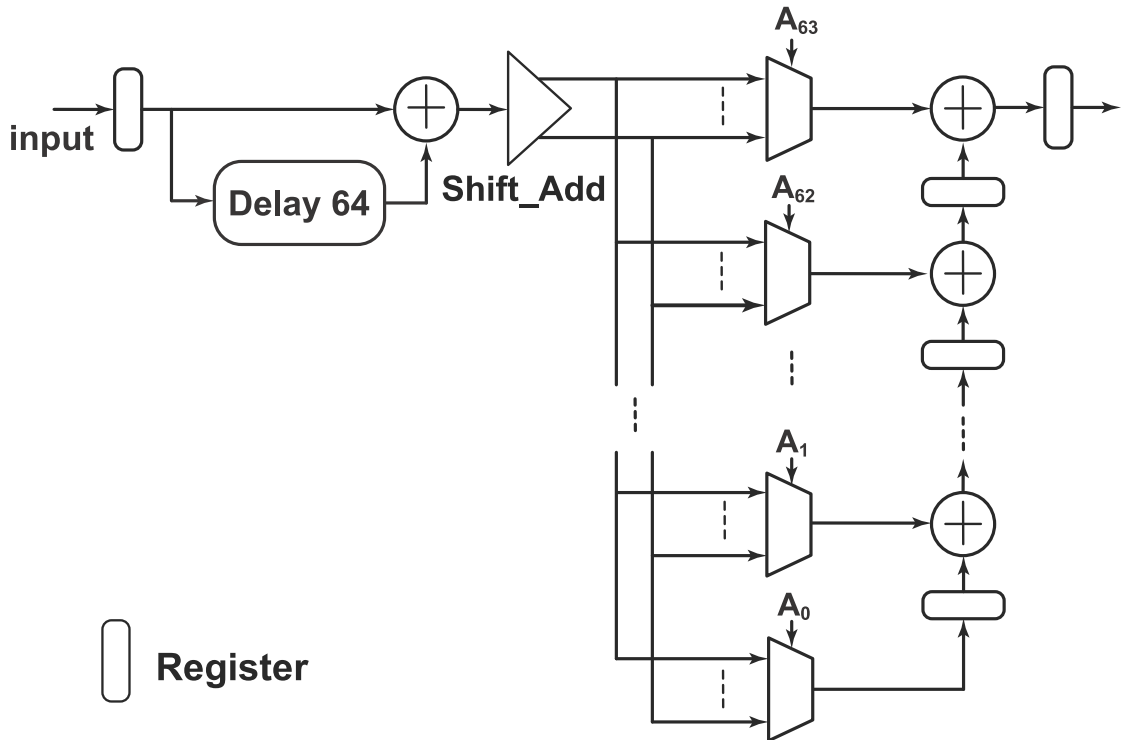 A63
input
Delay 64
Shift_Add
A62
A1
A0
Register